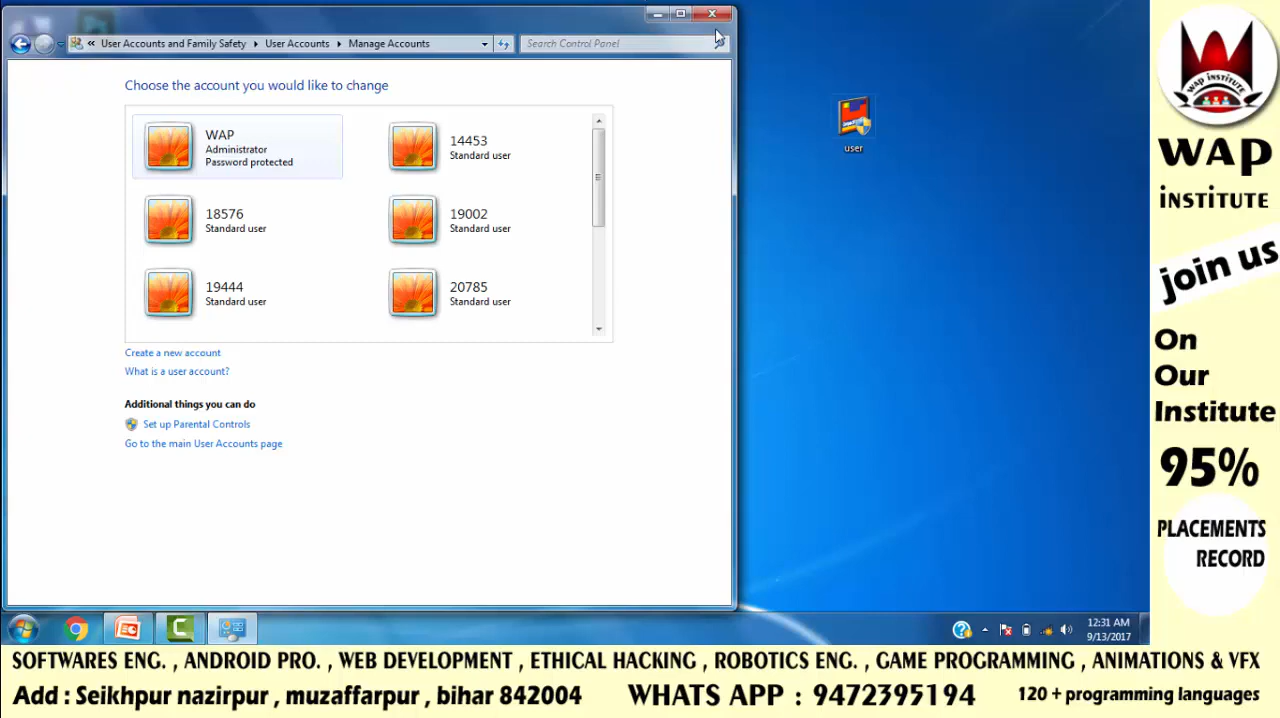 « User Accounts and Family Safety User Accounts Manage Accounts
Search Control Panel
Choose the account you would like to change
WAP
Administrator
Password protected
14453
Standard user
18576
Standard user
19002
Standard user
19444
Standard user
20785
Standard user
Create a new account
What is a user account?
Additional things you can do
Set up Parental Controls
Go to the main User Accounts page
user
12:31 AM
9/13/2017
wap institute
WAP
iNSTiTUTE
join us
On
Our
Institute
95%
PLACEMENTS
RECORD
SOFTWARES ENG. , ANDROID PRO. , WEB DEVELOPMENT , ETHICAL HACKING , ROBOTICS ENG. , GAME PROGRAMMING , ANIMATIONS & VFX
Add : Seikhpur nazirpur , muzaffarpur , bihar 842004 WHATS APP : 9472395194 120 + programming languages